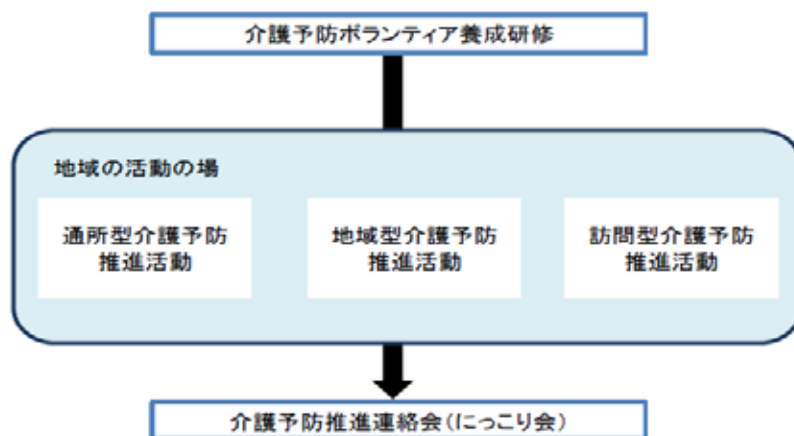 介護予防ボランティア養成研修
地域の活動の場
通所型介護予防
推進活動
地域型介護予防
推進活動
訪問型介護予防
推進活動
介護予防推進連絡会(にっこり会)